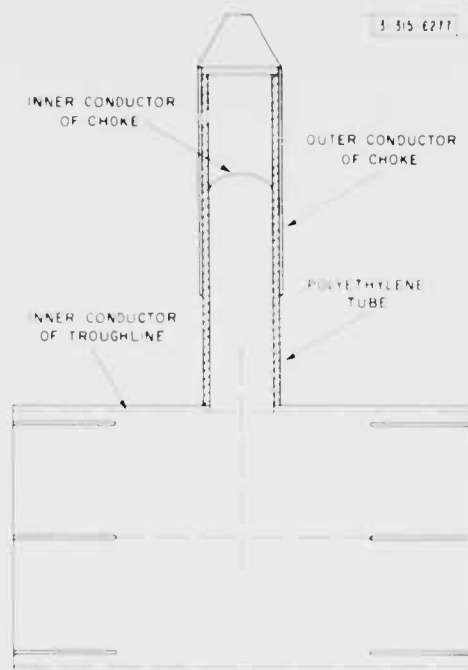 3-315-6277
INNER CONDUCTOR
OF CHOKE
OUTER CONDUCTOR
OF CHOKE
POLYETHYLENE
TUBE
INNER CONDUCTOR
OF TROUGHLINE